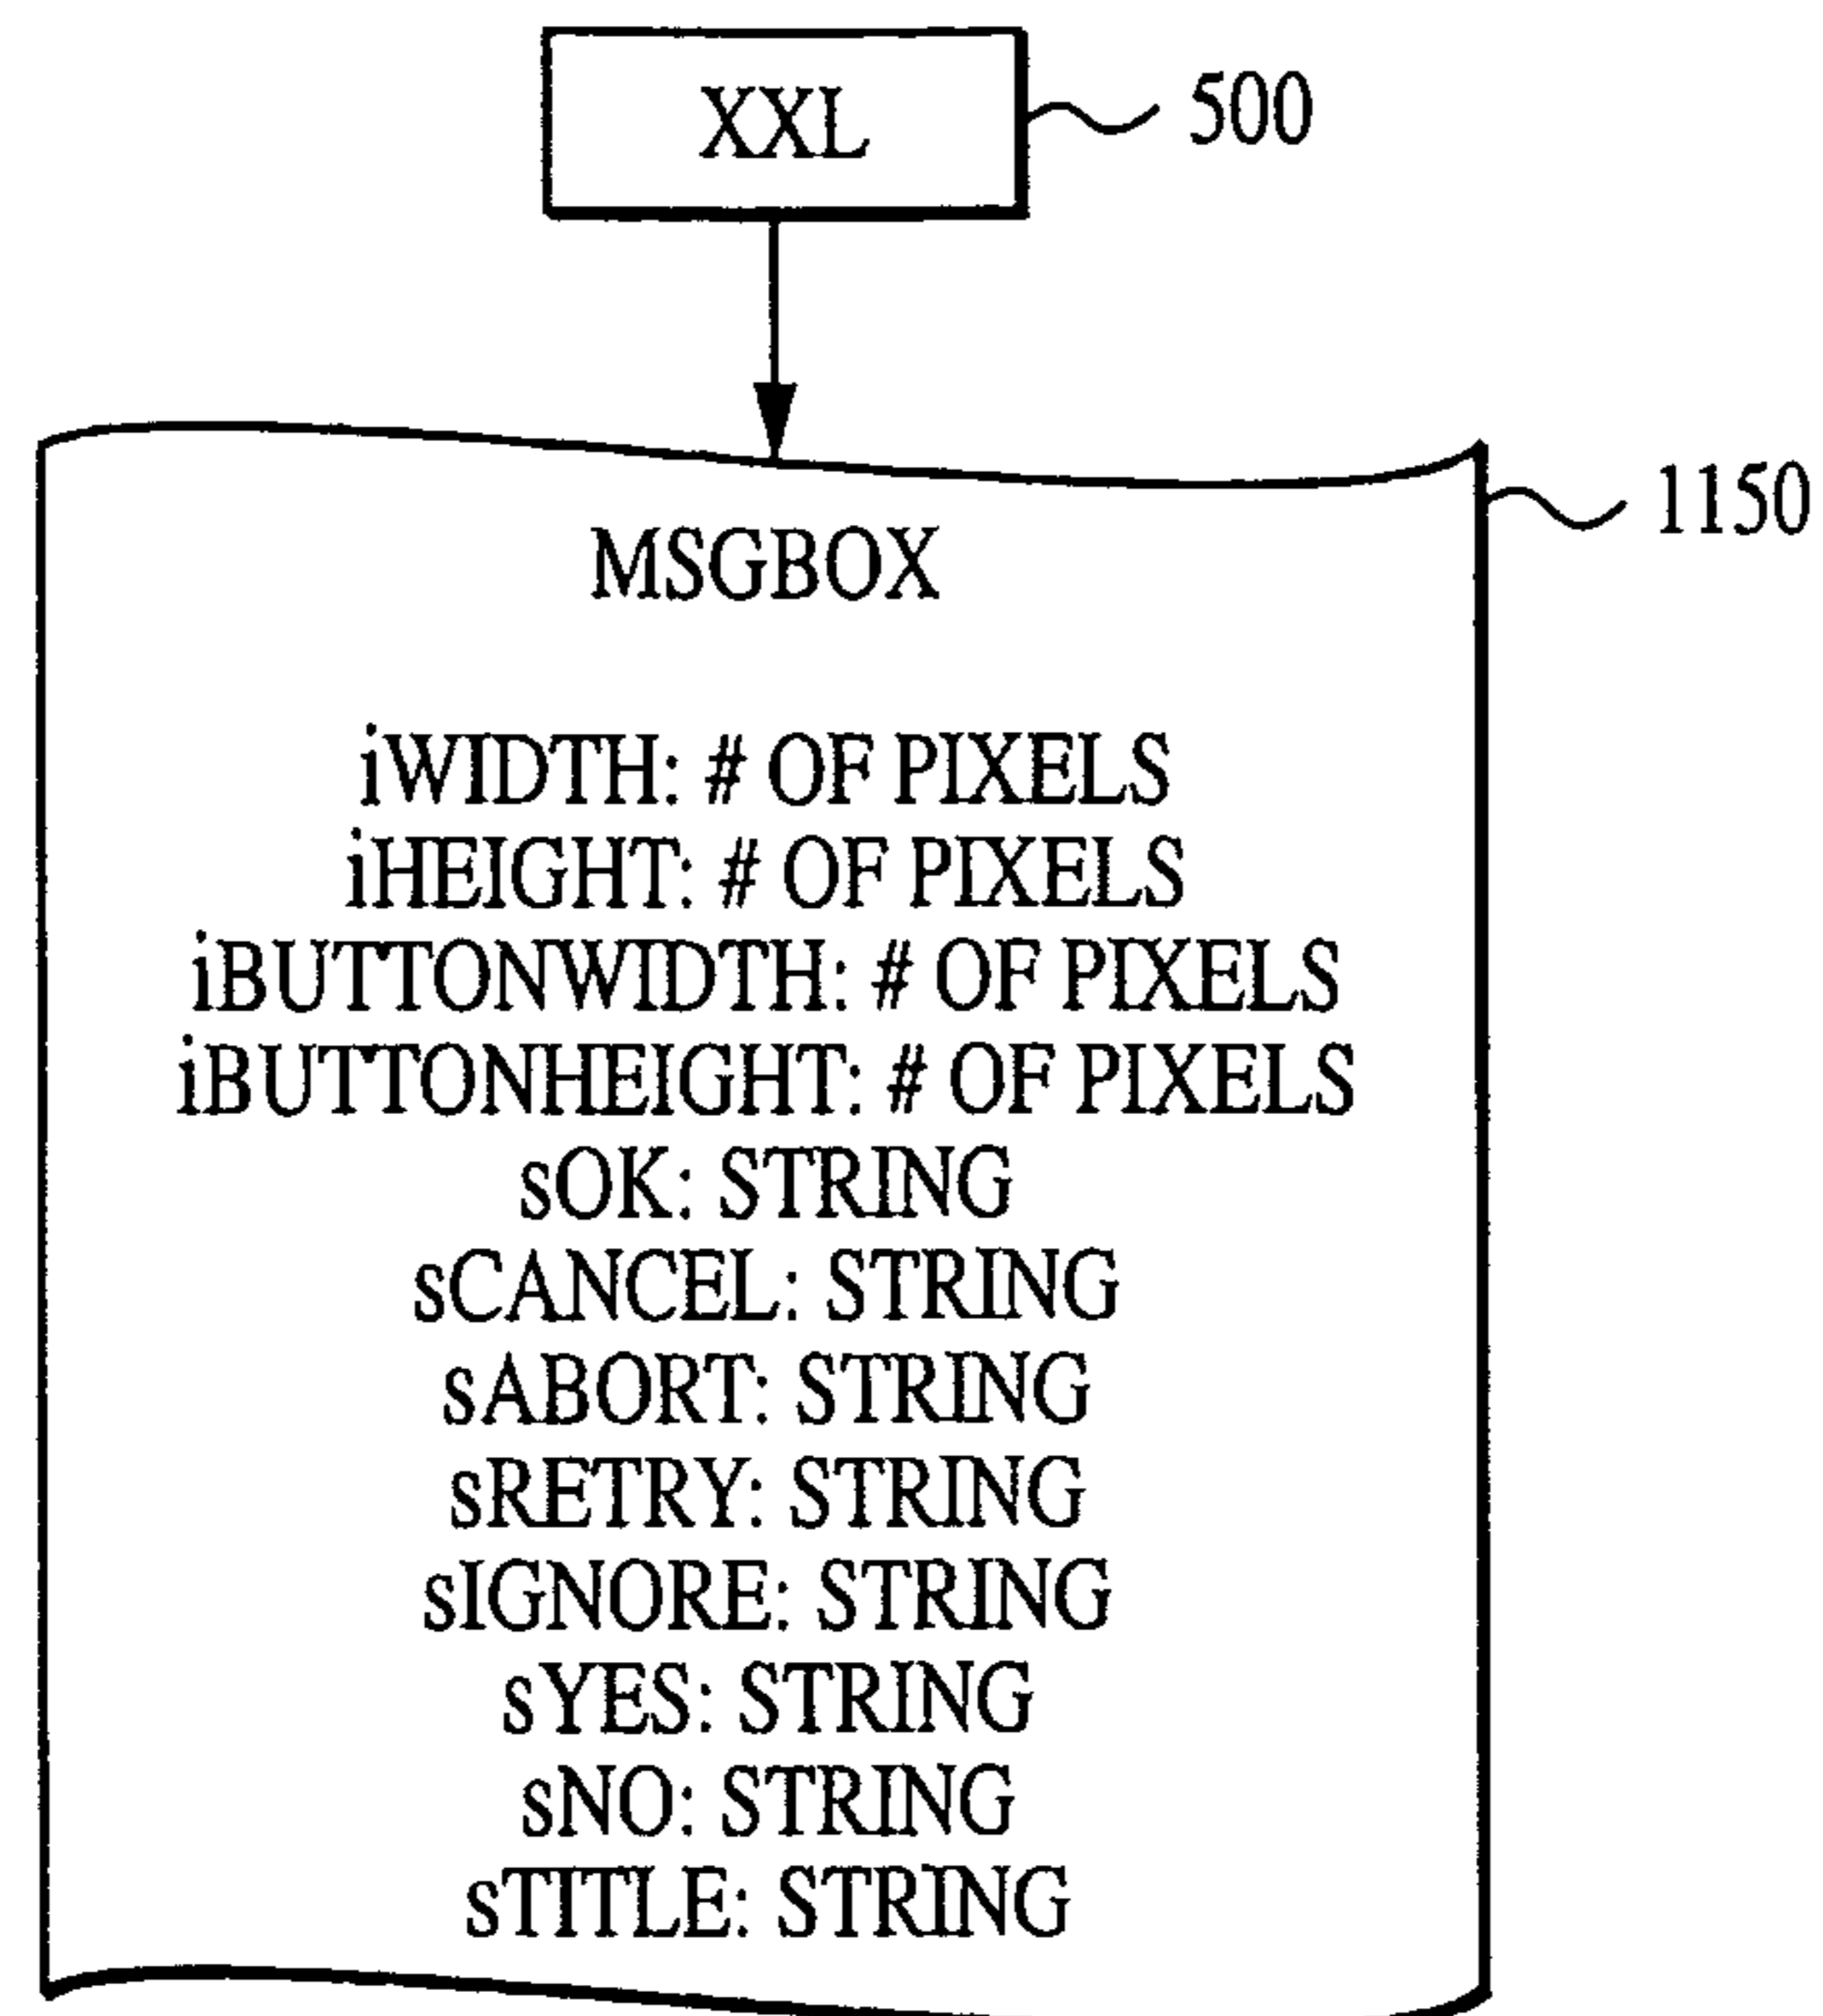 XXL
500
1150
MSGBOX
iWIDTH: # OF PIXELS
iHEIGHT: # OF PIXELS
iBUTTONWIDTH: # OF PIXELS
iBUTTONHEIGHT: # OF PIXELS
sOK: STRING
sCANCEL: STRING
sABORT: STRING
sRETRY: STRING
sIGNORE: STRING
sYES: STRING
sNO: STRING
sTITLE: STRING